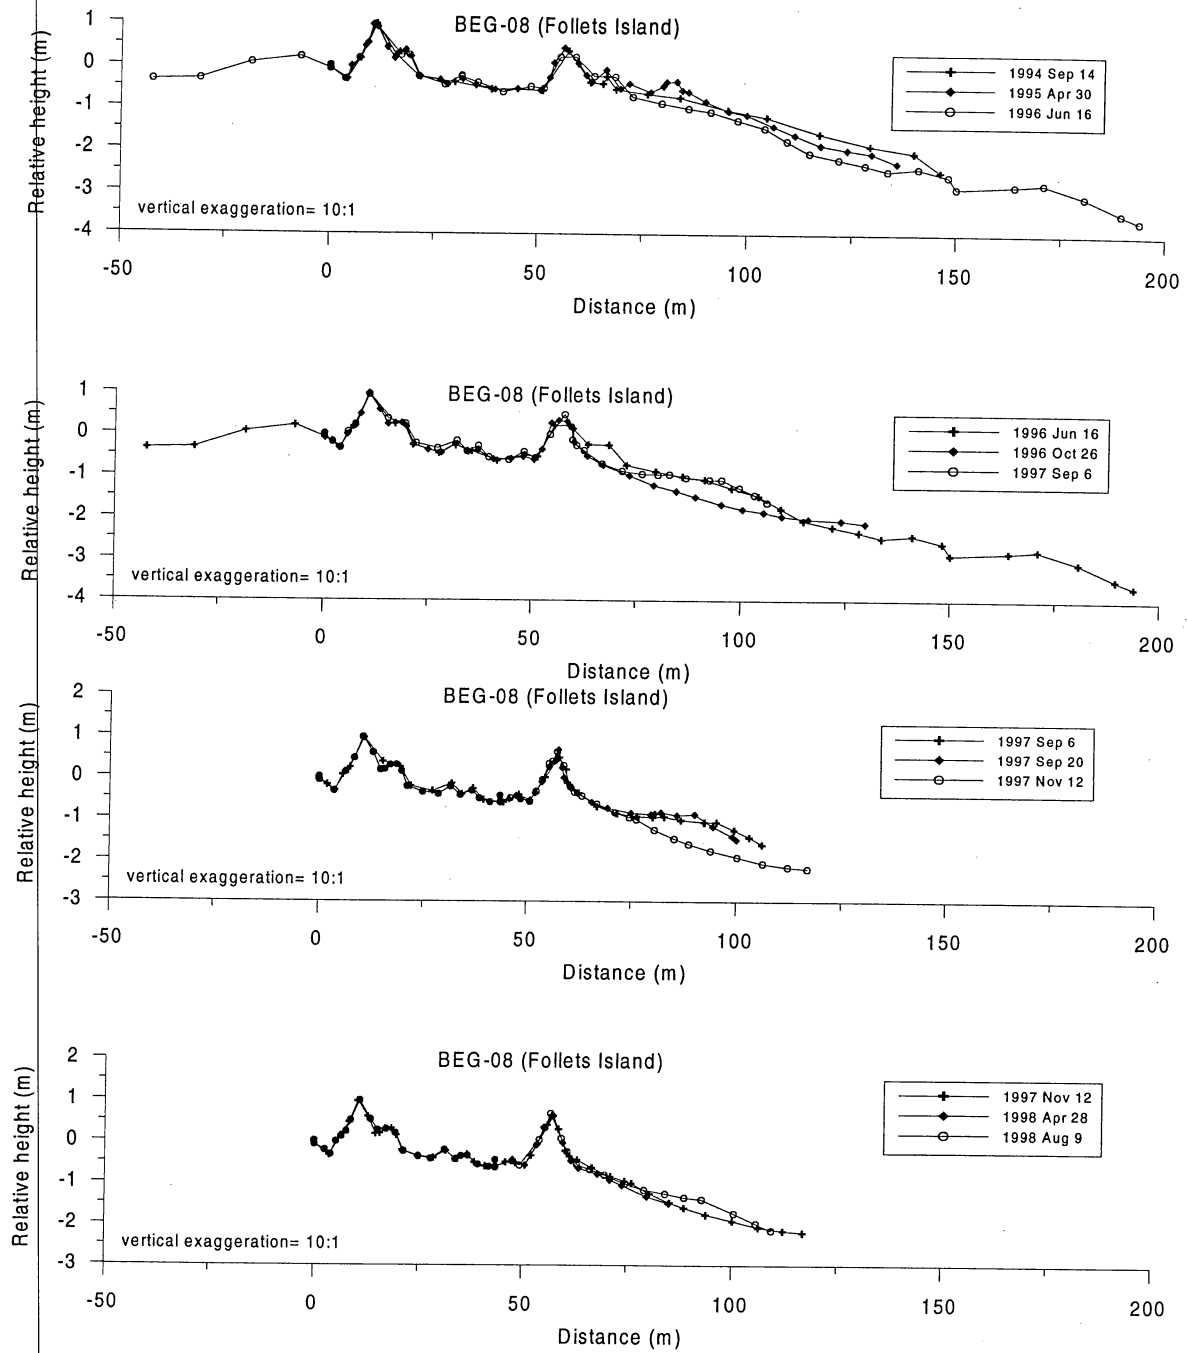 BEG-08 (Follets Island)
1
0
-1
-2
-3
-4
Relative height (m)
1994 Sep 14
1995 Apr 30
1996 Jun 16
vertical exaggeration= 10:1
-50 0 50 100 150 200
Distance (m)
BEG-08 (Follets Island)
1
0
-1
-2
-3
-4
Relative height (m)
1996 Jun 16
1996 Oct 26
1997 Sep 6
vertical exaggeration= 10:1
-50 0 50 100 150 200
Distance (m)
BEG-08 (Follets Island)
2
1
0
-1
-2
-3
Relative height (m)
1997 Sep 6
1997 Sep 20
1997 Nov 12
vertical exaggeration= 10:1
-50 0 50 100 150 200
Distance (m)
BEG-08 (Follets Island)
2
1
0
-1
-2
-3
Relative height (m)
1997 Nov 12
1998 Apr 28
1998 Aug 9
vertical exaggeration= 10:1
-50 0 50 100 150 200
Distance (m)